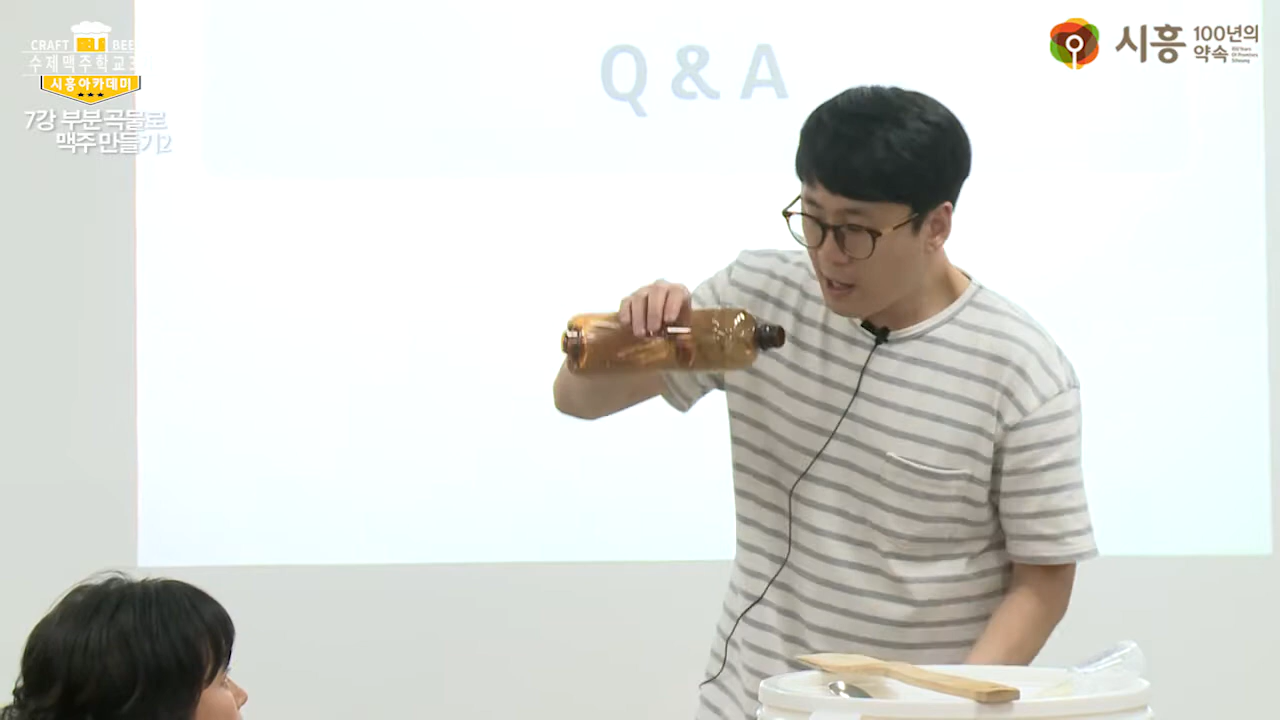 CRAFT BEE
수제맥주학교
시흥아카데미
7강 부분곡물로
맥주만들기2
Q & A
시흥 100년의
약속